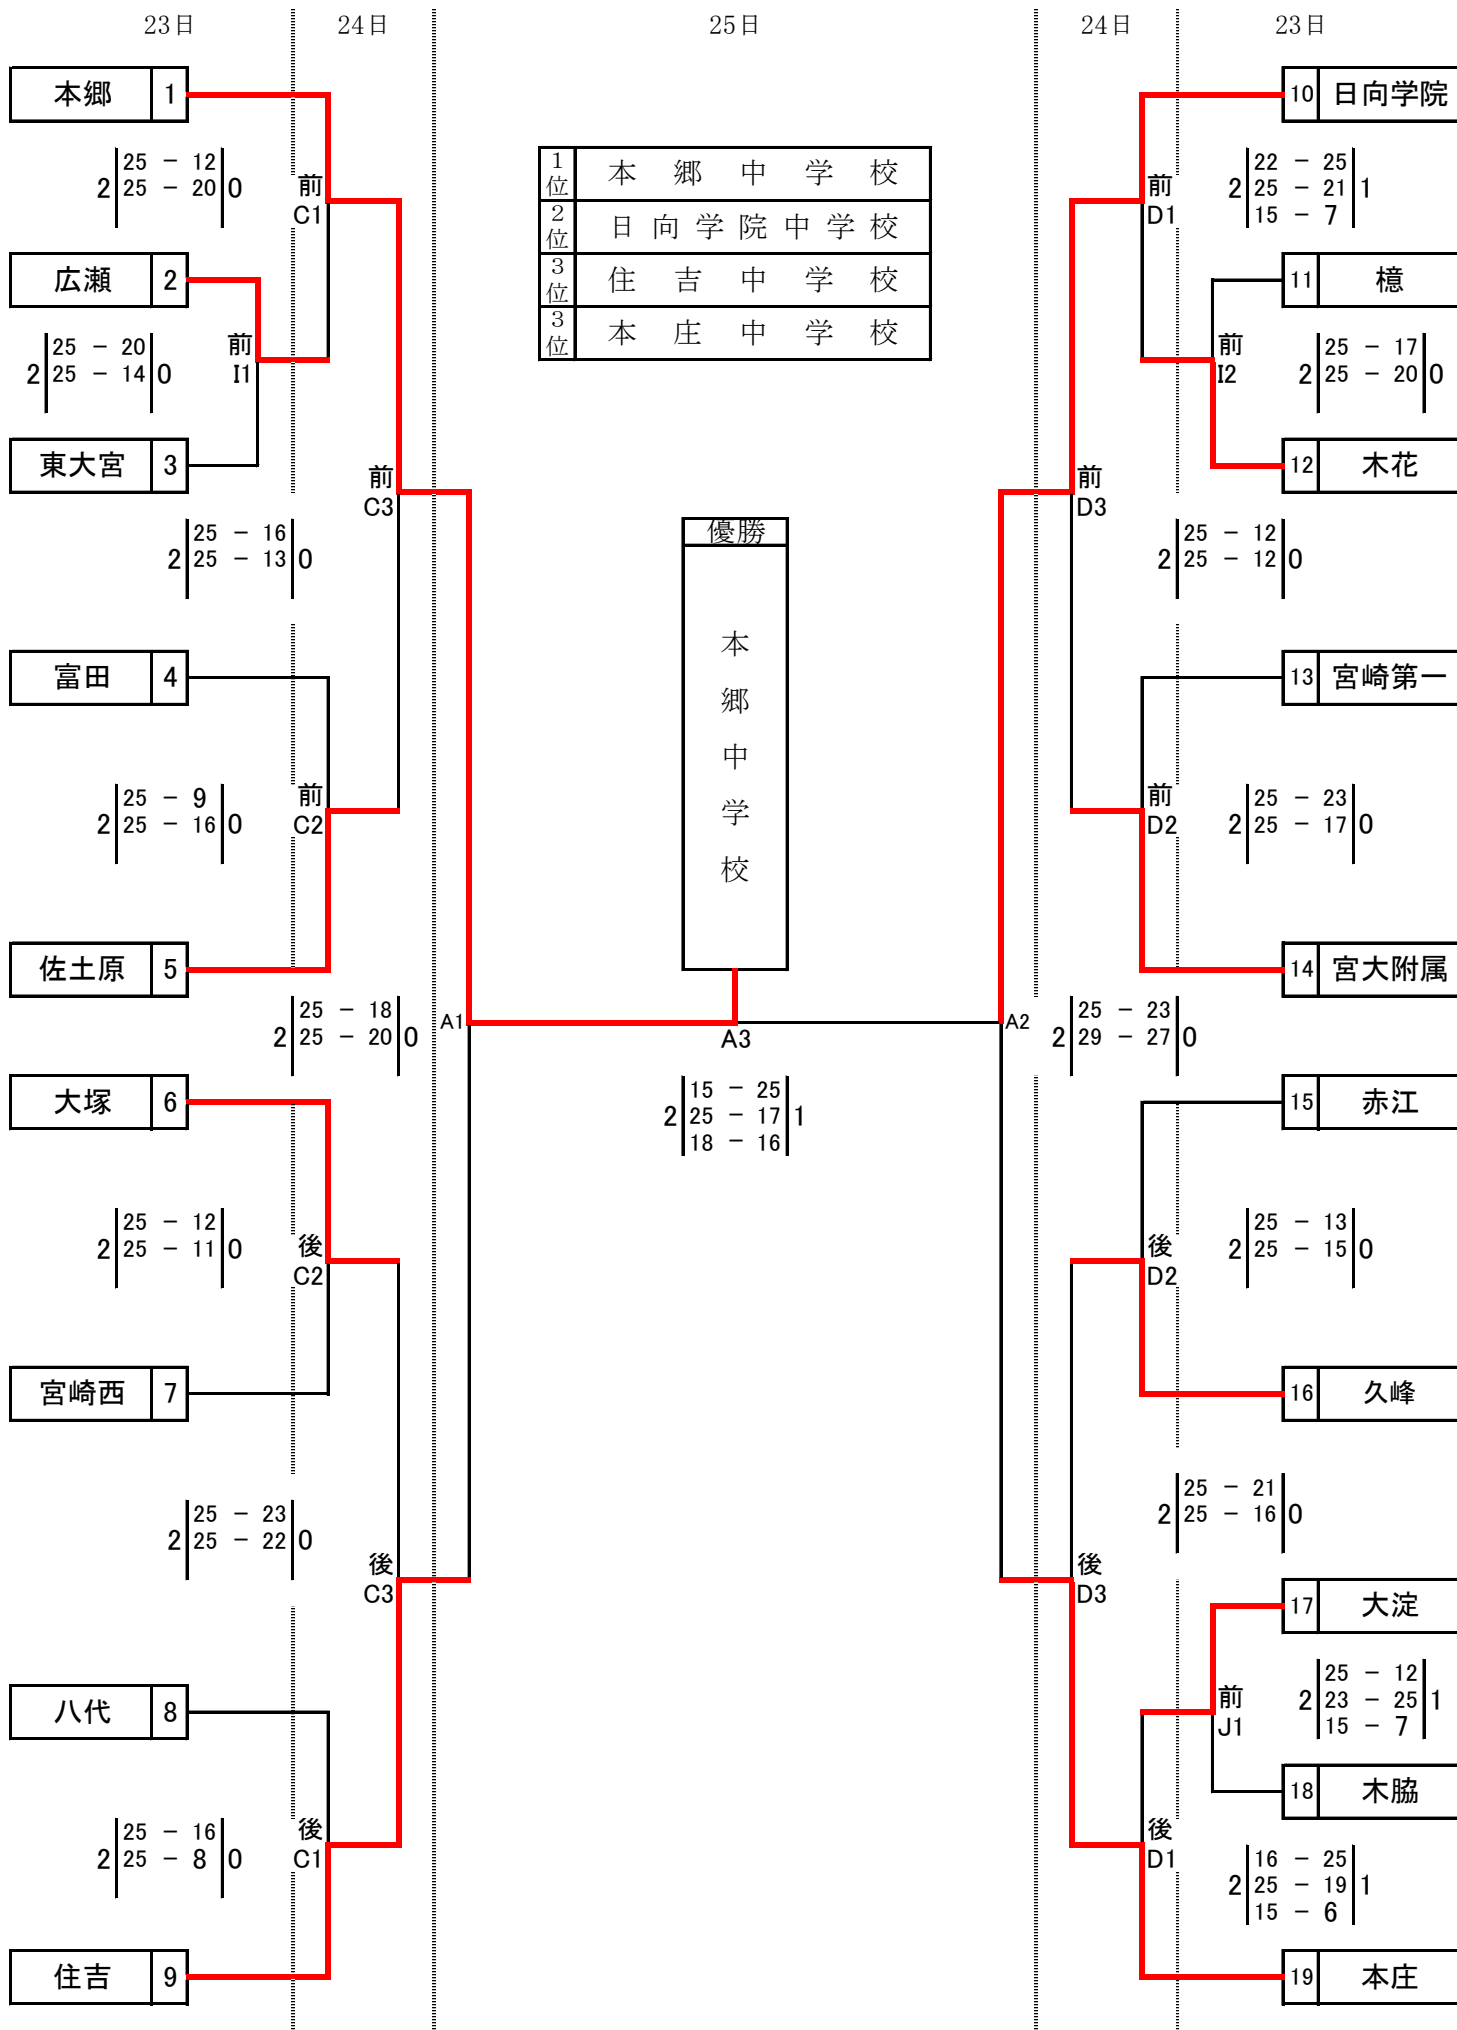 23日 24日 25日 24日 23日
本郷 1
10 日向学院
2 25 － 12 0
25 － 20
前
C1
1位 本郷中学校
2位 日向学院中学校
3位 住吉中学校
3位 本庄中学校
前
D1
2 22 － 25 1
25 － 21
15 － 7
広瀬 2
11 檍
2 25 － 20 0
25 － 14
前
I1
前
I2
2 25 － 17 0
25 － 20
東大宮 3
12 木花
前
C3
前
D3
2 25 － 16 0
25 － 13
優勝
本郷中学校
2 25 － 12 0
25 － 12
富田 4
13 宮崎第一
2 25 － 9 0
25 － 16
前
C2
前
D2
2 25 － 23 0
25 － 17
佐土原 5
14 宮大附属
2 25 － 18 0
25 － 20
A1
A3
A2
2 25 － 23 0
29 － 27
2 15 － 25 1
25 － 17
18 － 16
大塚 6
15 赤江
2 25 － 12 0
25 － 11
後
C2
後
D2
2 25 － 13 0
25 － 15
宮崎西 7
16 久峰
2 25 － 23 0
25 － 22
後
C3
後
D3
2 25 － 21 0
25 － 16
17 大淀
八代 8
前
J1
2 25 － 12 1
23 － 25
15 － 7
18 木脇
2 25 － 16 0
25 － 8
後
C1
後
D1
2 16 － 25 1
25 － 19
15 － 6
住吉 9
19 本庄